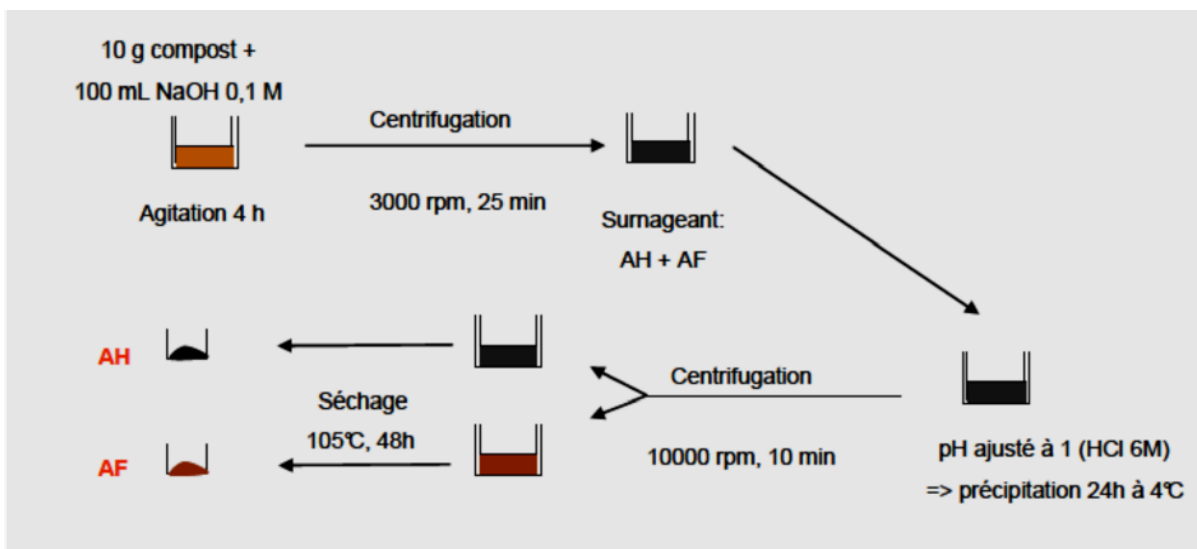 10 g compost +
100 mL NaOH 0,1 M
Agitation 4 h
Centrifugation
3000 rpm, 25 min
Surnageant:
AH + AF
pH ajusté à 1 (HCl 6M)
=> précipitation 24h à 4°C
Centrifugation
10000 rpm, 10 min
Séchage
105°C, 48h
AH
AF